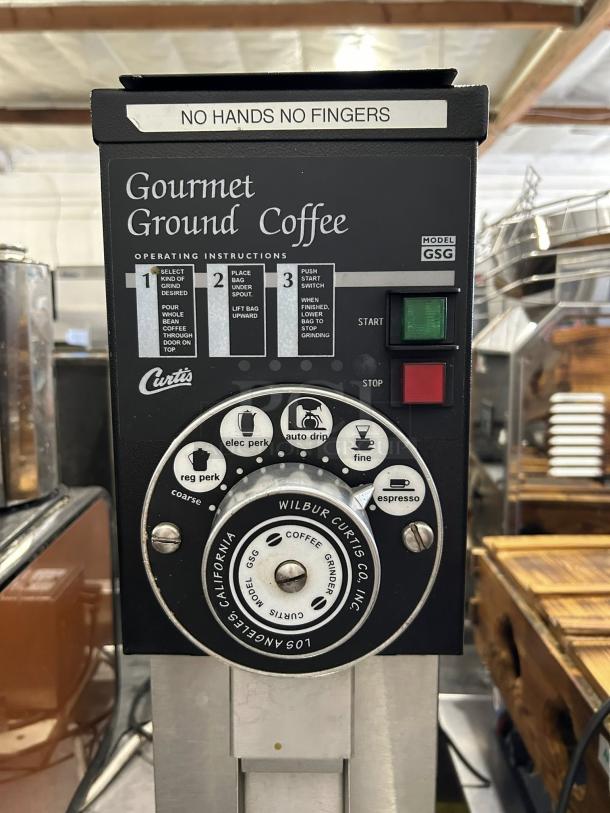 NO HANDS NO FINGERS
Gourmet
Ground Coffee
MODEL
GSG
OPERATING INSTRUCTIONS
1
SELECT
KIND OF
GRIND
DESIRED
POUR
WHOLE
BEAN
COFFEE
THROUGH
DOOR ON
TOP
2
PLACE
BAG
UNDER
SPOUT.
LIFT BAG
UPWARD
3
PUSH
START
SWITCH
WHEN
FINISHED,
LOWER
BAG TO
STOP
GRINDING
START
STOP
Curtis
coarse
reg perk
elec perk
auto drip
fine
espresso
WILBUR CURTIS CO., INC.
LOS ANGELES, CALIFORNIA
COFFEE GRINDER
CURTIS MODEL GSG